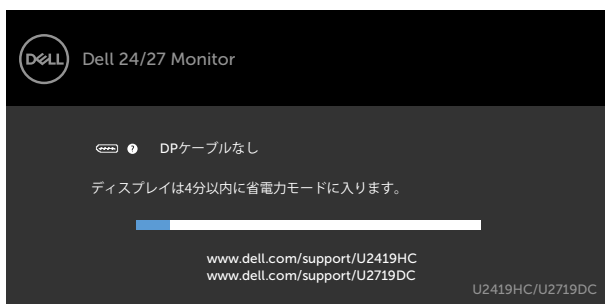 DELL
Dell 24/27 Monitor
? DPケーブルなし
ディスプレイは4分以内に省電力モードに入ります。
www.dell.com/support/U2419HC
www.dell.com/support/U2719DC
U2419HC/U2719DC